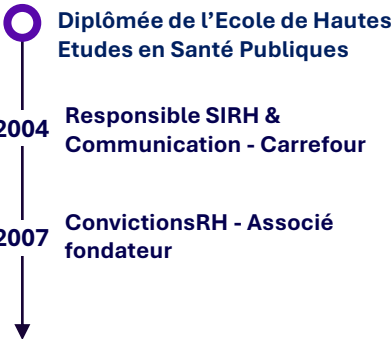 Diplômée de l’Ecole de Hautes
Etudes en Santé Publiques
2004
Responsible SIRH &
Communication - Carrefour
2007
ConvictionsRH - Associé
fondateur